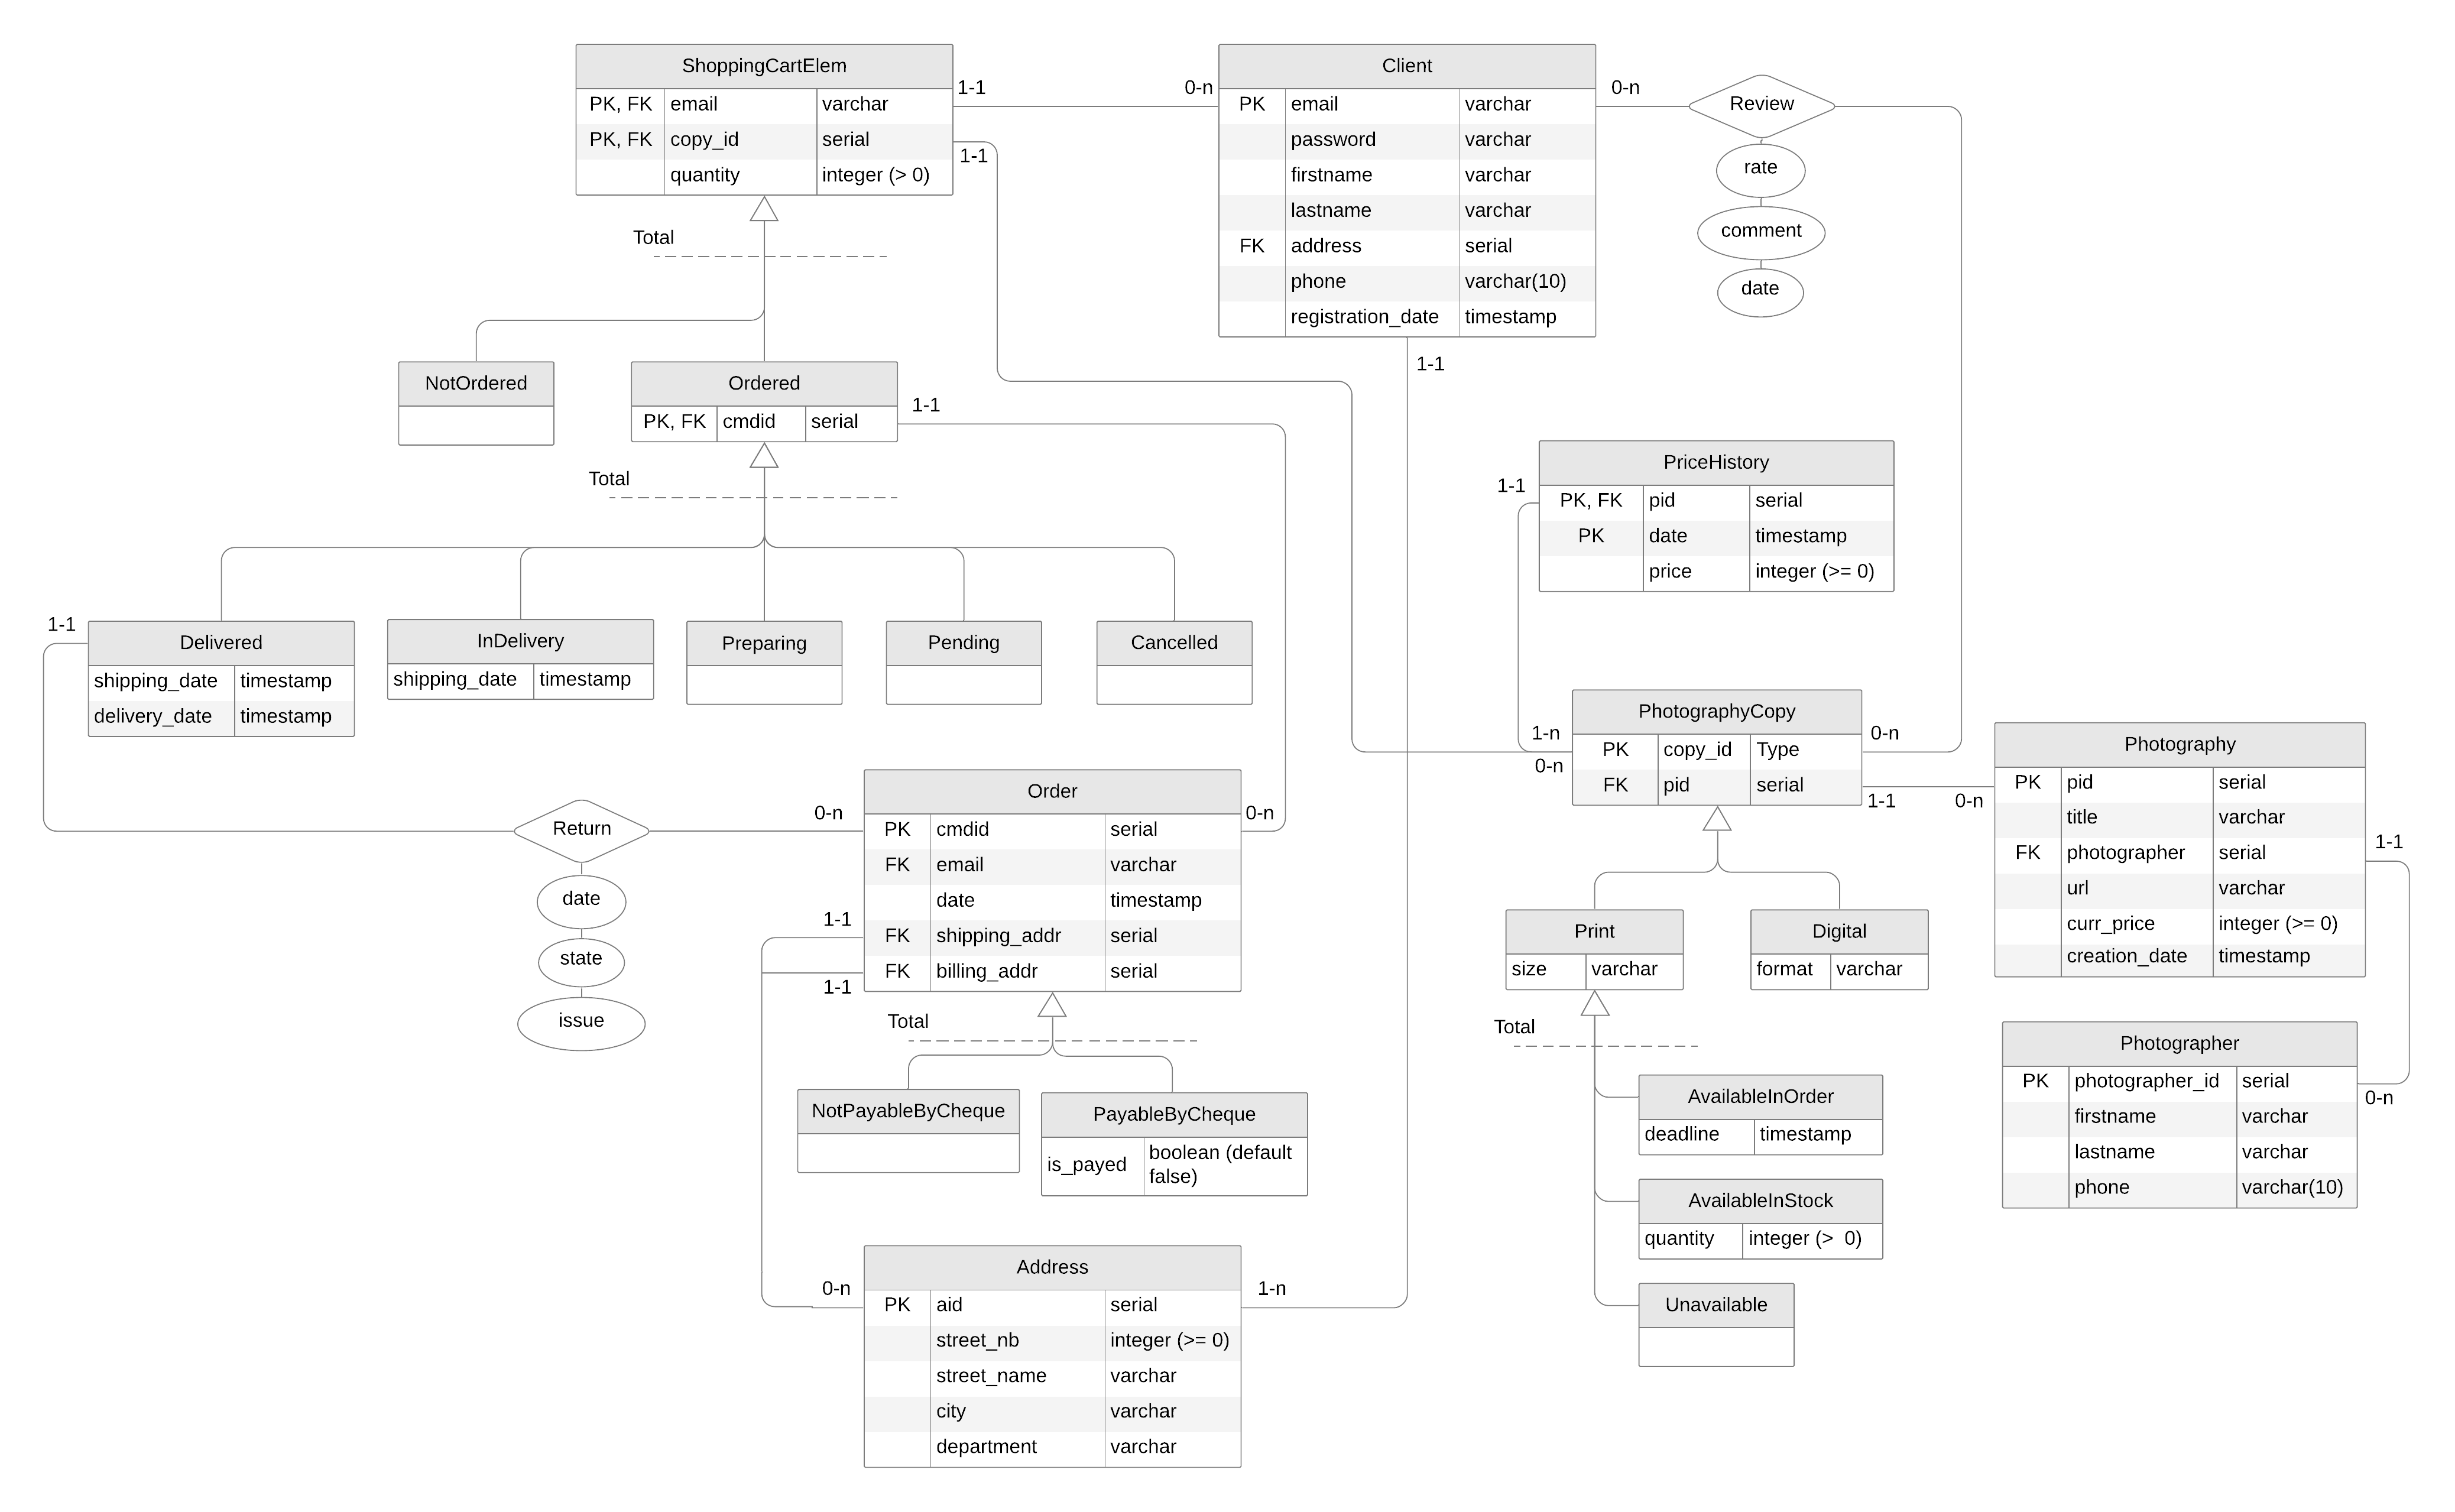 ShoppingCartElem
PK, FK email varchar
PK, FK copy_id serial
quantity integer (> 0)
1-1
1-1
0-n
Client
PK email varchar
password varchar
firstname varchar
lastname varchar
FK address serial
phone varchar(10)
registration_date timestamp
0-n
Review
rate
comment
date
Total
1-1
NotOrdered
Ordered
PK, FK cmdid serial
1-1
Total
PriceHistory
1-1
PK, FK pid serial
PK date timestamp
price integer (>= 0)
1-1
Delivered
shipping_date timestamp
delivery_date timestamp
InDelivery
shipping_date timestamp
Preparing
Pending
Cancelled
PhotographyCopy
PK copy_id Type
FK pid serial
1-n
0-n
0-n
1-1
0-n
Photography
PK pid serial
title varchar
FK photographer serial
url varchar
curr_price integer (>= 0)
creation_date timestamp
1-1
Return
date
state
issue
0-n
Order
PK cmdid serial
FK email varchar
date timestamp
FK shipping_addr serial
FK billing_addr serial
0-n
1-1
1-1
Print
size varchar
Digital
format varchar
Total
NotPayableByCheque
PayableByCheque
is_payed boolean (default
false)
Total
AvailableInOrder
deadline timestamp
AvailableInStock
quantity integer (> 0)
Unavailable
Photographer
PK photographer_id serial
firstname varchar
lastname varchar
phone varchar(10)
0-n
0-n
Address
PK aid serial
street_nb integer (>= 0)
street_name varchar
city varchar
department varchar
1-n